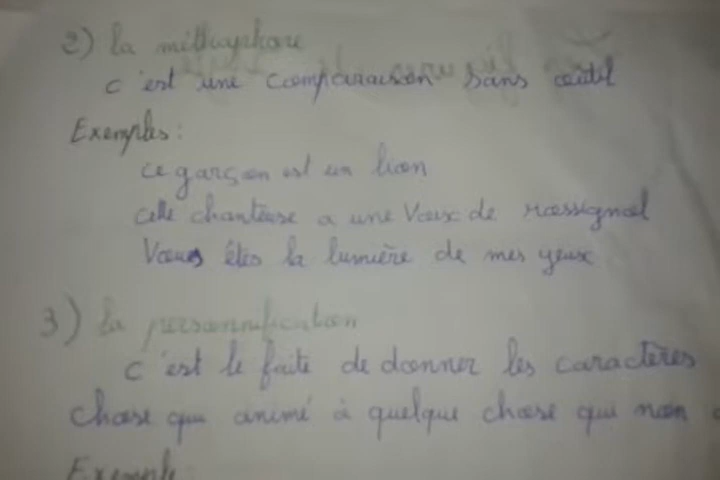 2) la méthaphore
c'est une comparaison sans outil
Exemples:
ce garçon est un lion
Cette chanteuse a une Voix de rossignol
Vous êtes la lumière de mes yeux
3) la personnification
c'est le faite de donner les caractères
chose qui animé à quelque chose qui non
Exemple